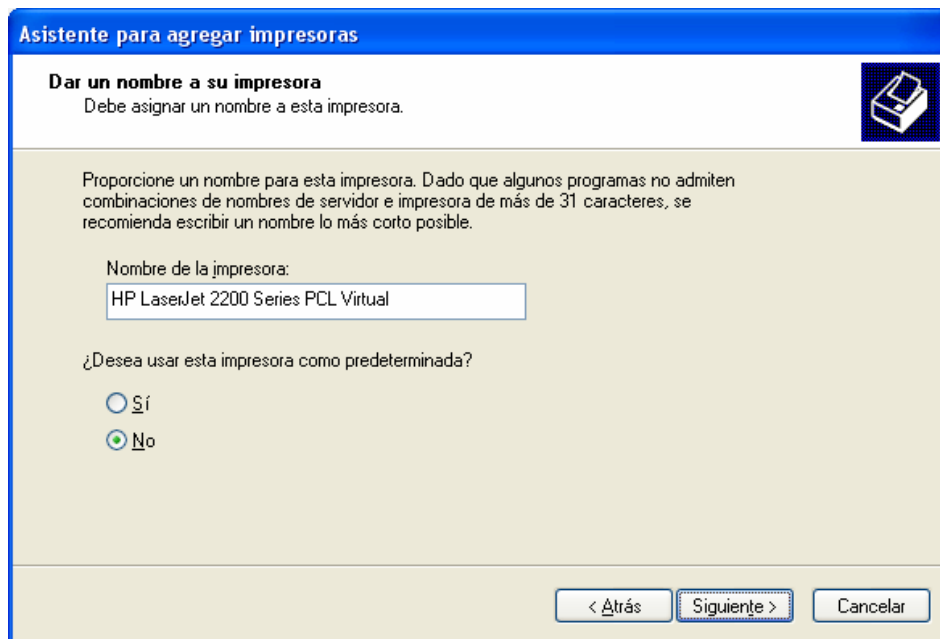 Asistente para agregar impresoras
Dar un nombre a su impresora
Debe asignar un nombre a esta impresora.
Proporcione un nombre para esta impresora. Dado que algunos programas no admiten
combinaciones de nombres de servidor e impresora de más de 31 caracteres, se
recomienda escribir un nombre lo más corto posible.
Nombre de la impresora:
HP LaserJet 2200 Series PCL Virtual
¿Desea usar esta impresora como predeterminada?
Sí
No
< Atrás Siguiente > Cancelar